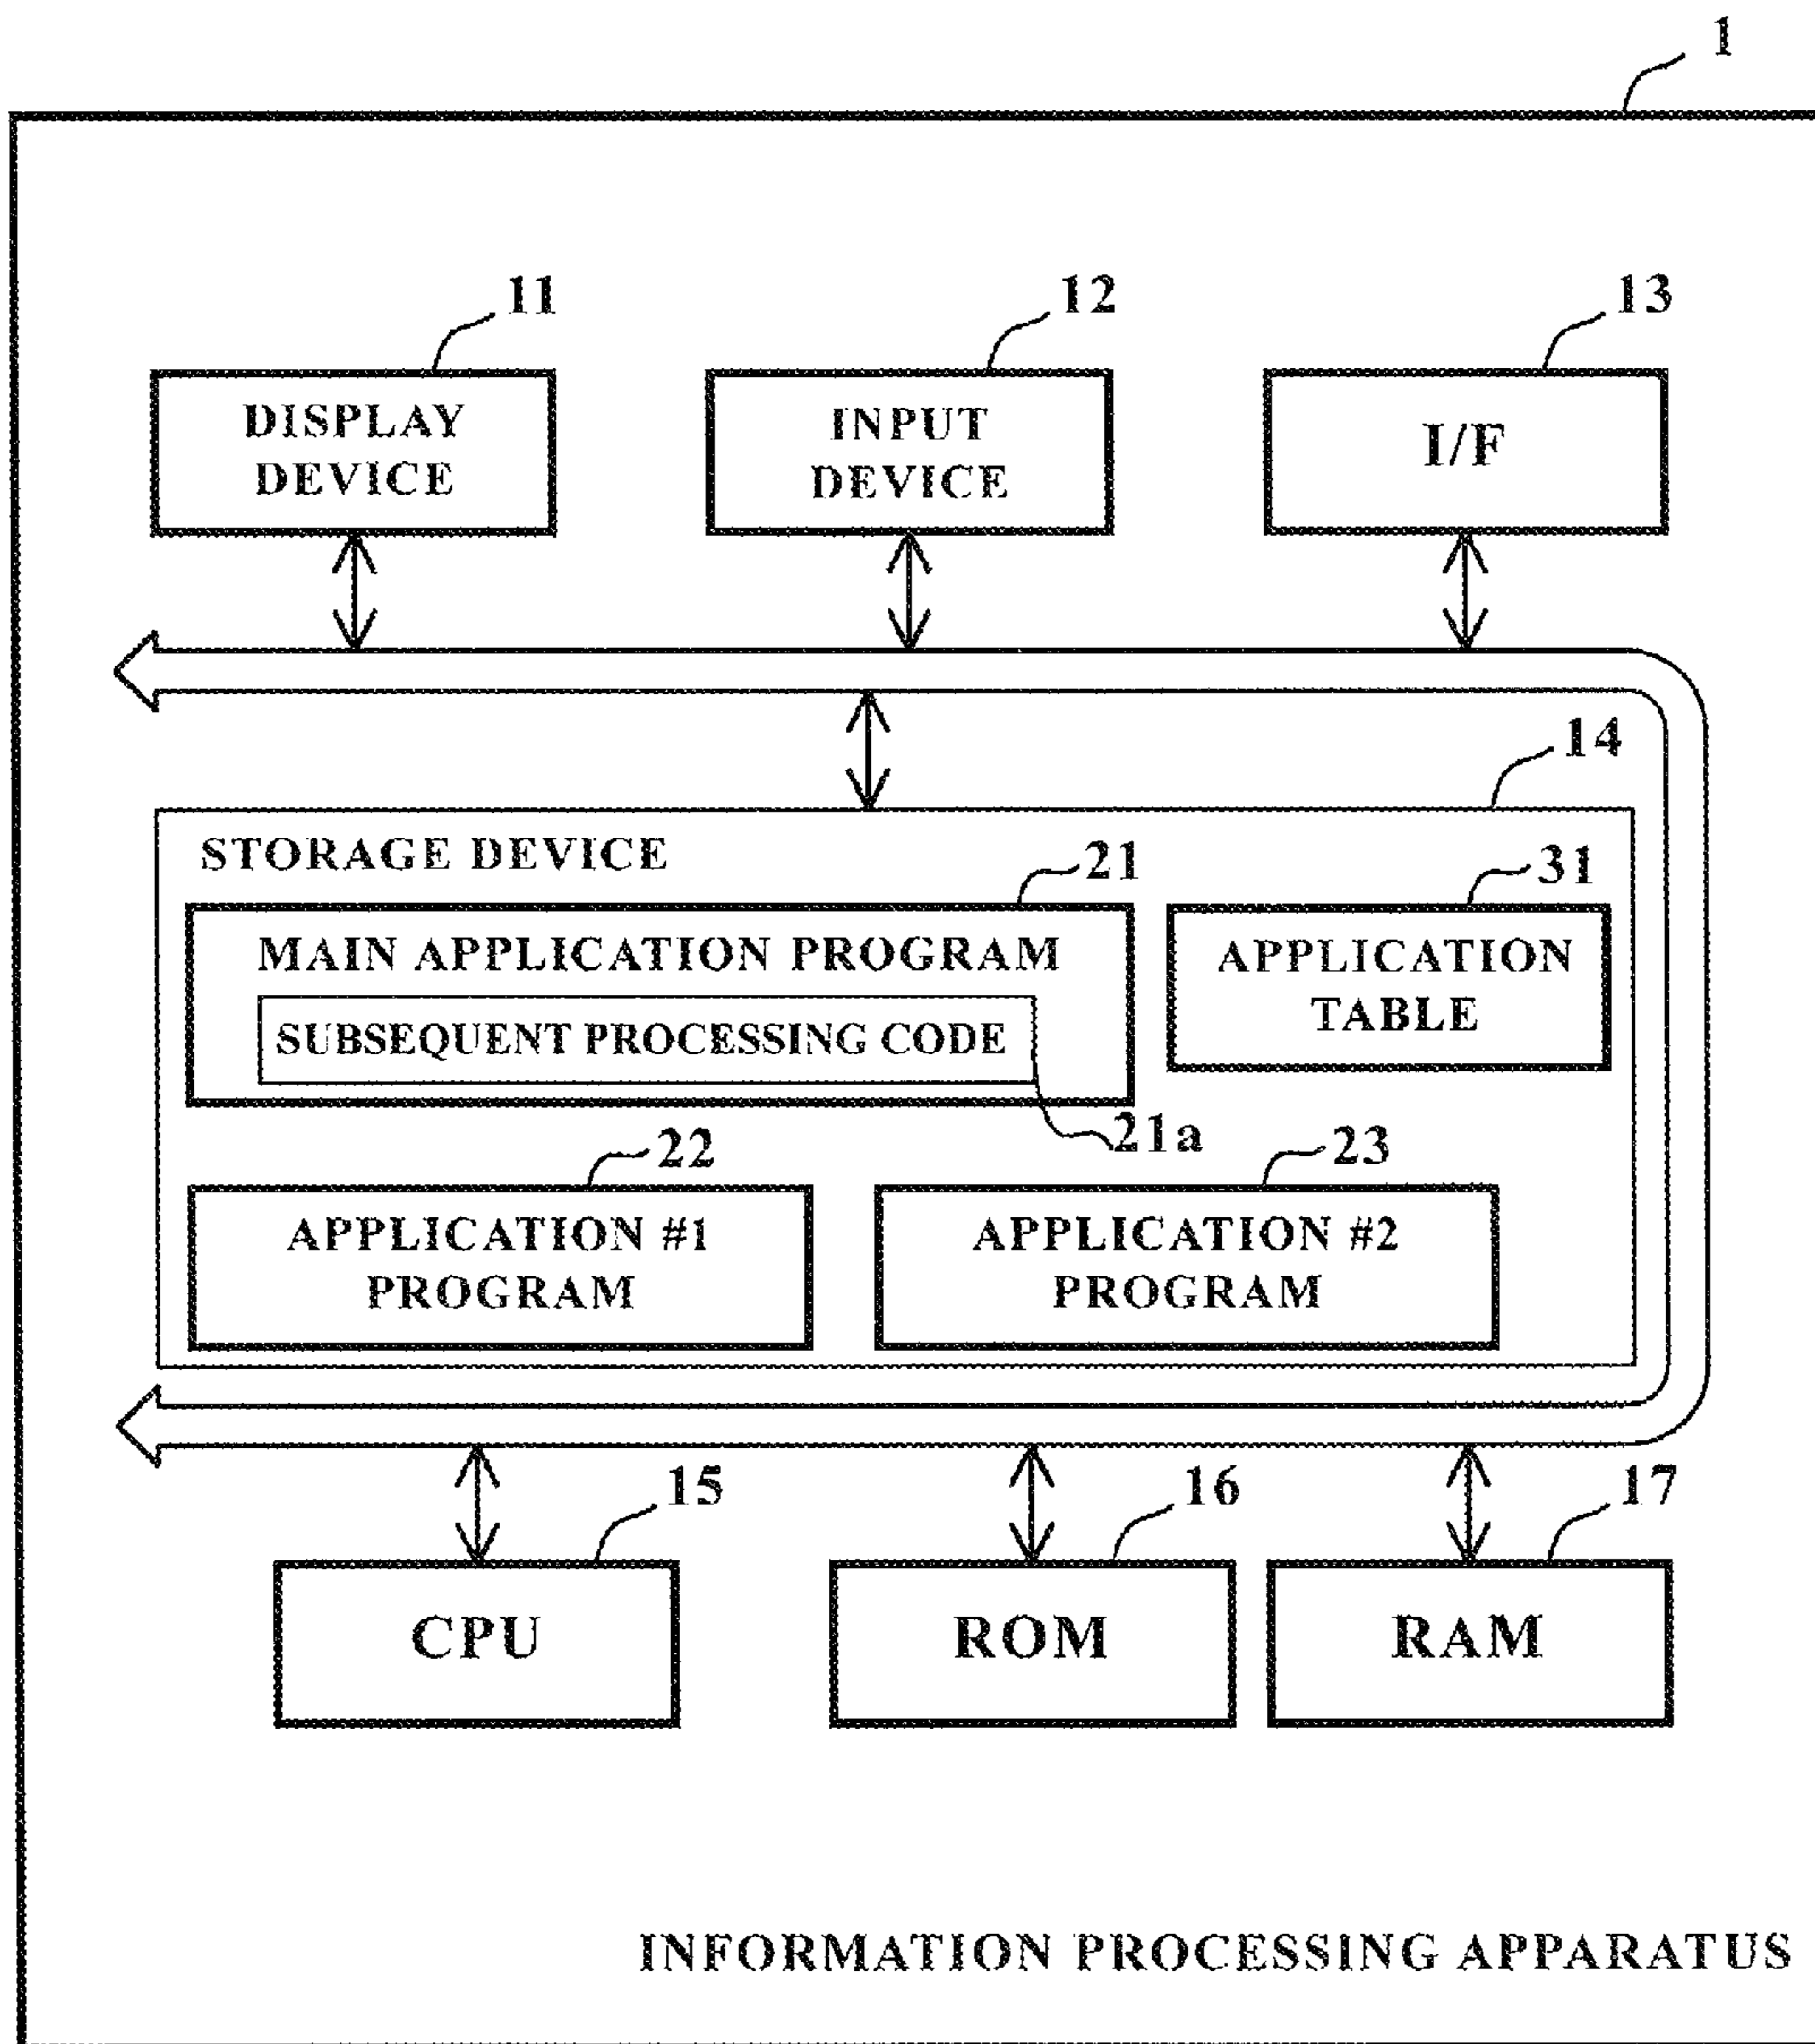 1
11
12
13
DISPLAY
DEVICE
INPUT
DEVICE
I/F
14
STORAGE DEVICE
21
31
MAIN APPLICATION PROGRAM
SUBSEQUENT PROCESSING CODE
APPLICATION
TABLE
21a
22
23
APPLICATION #1
PROGRAM
APPLICATION #2
PROGRAM
15
16
17
CPU
ROM
RAM
INFORMATION PROCESSING APPARATUS